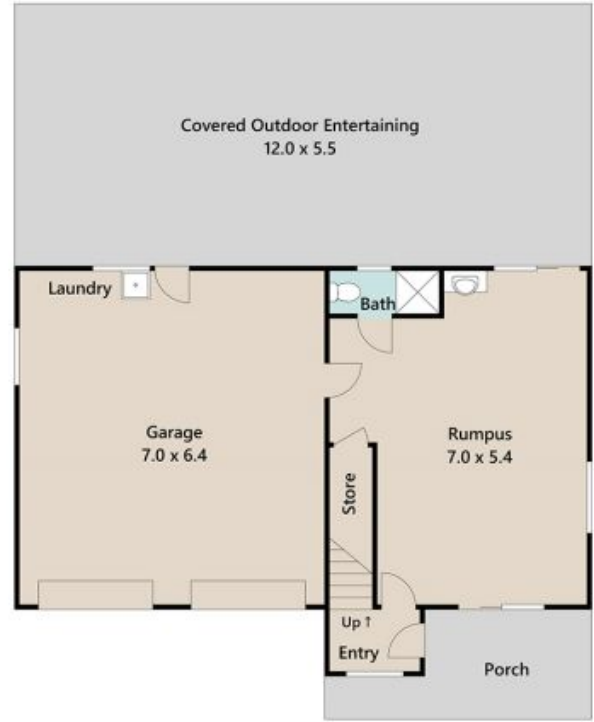 Covered Outdoor Entertaining
12.0 x 5.5
Laundry
Bath
Garage
7.0 x 6.4
Rumpus
7.0 x 5.4
Store
Up ↑
Entry
Porch